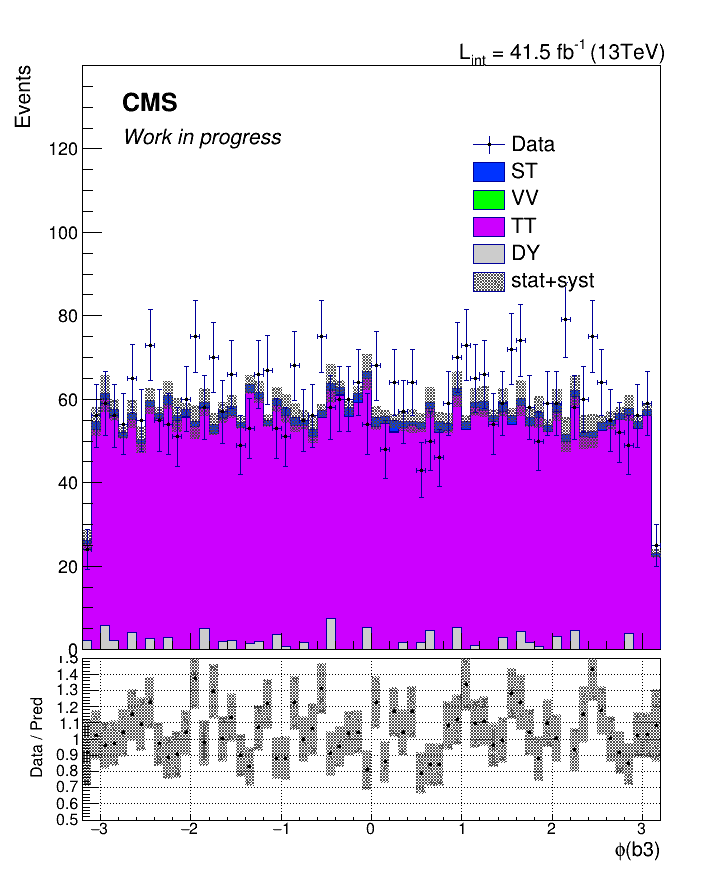 L_int = 41.5 fb^-1 (13TeV)
Events
CMS
Work in progress
Data
ST
VV
TT
DY
stat+syst
120
100
80
60
40
20
0
Data / Pred
1.5
1.4
1.3
1.2
1.1
1
0.9
0.8
0.7
0.6
0.5
−3 −2 −1 0 1 2 3
ϕ(b3)